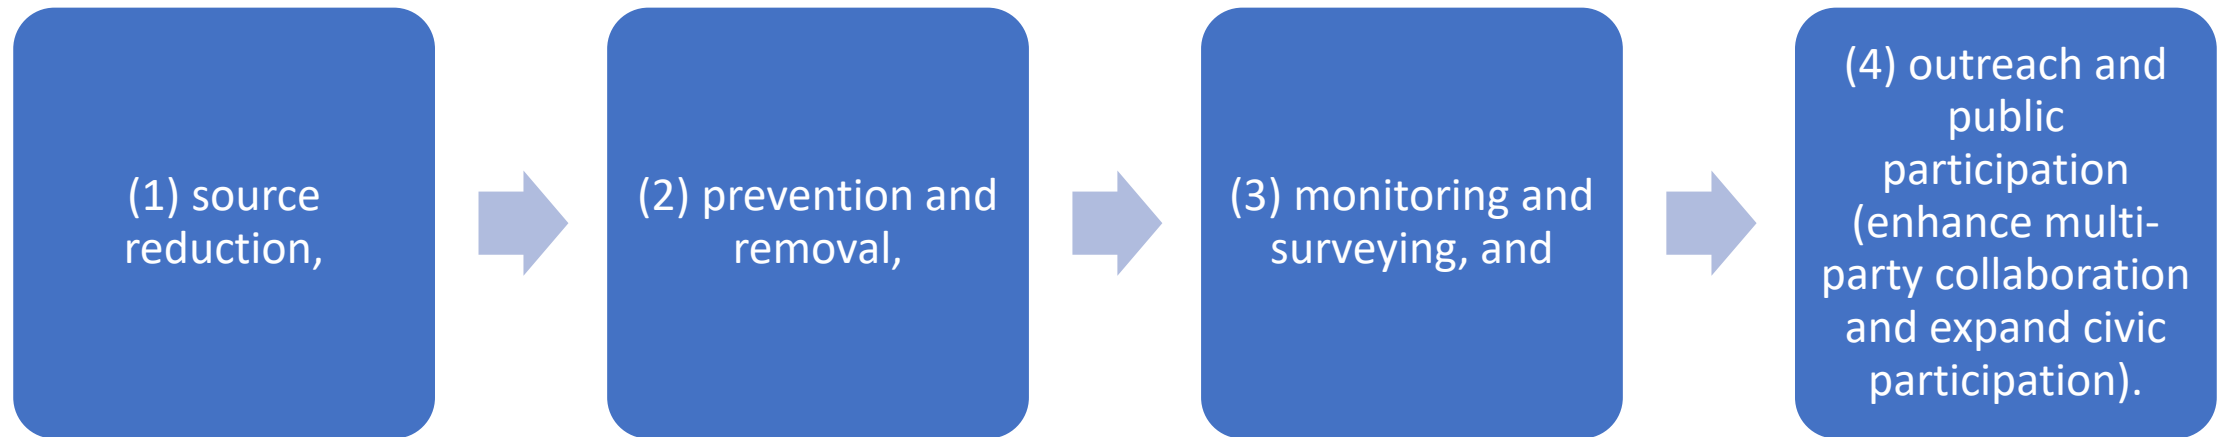 (1) source
reduction,
(2) prevention and
removal,
(3) monitoring and
surveying, and
(4) outreach and
public
participation
(enhance multi-
party collaboration
and expand civic
participation).